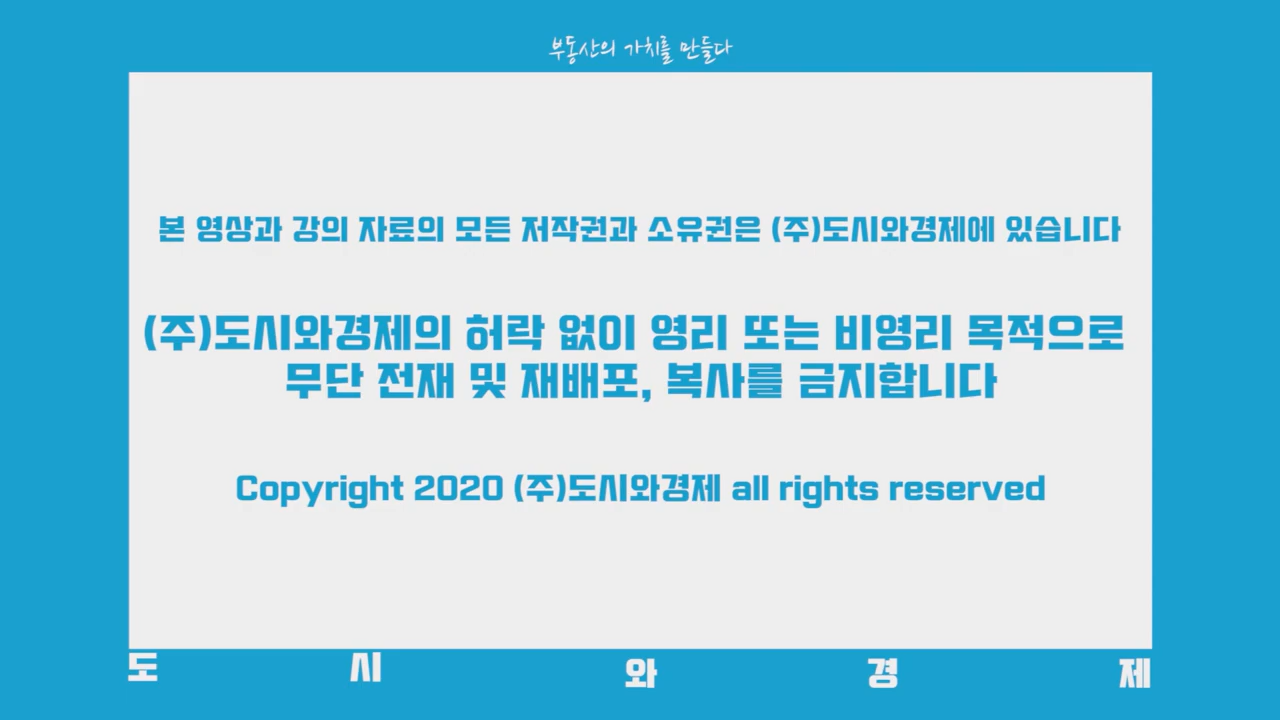 부동산의 가치를 만들다
본 영상과 강의 자료의 모든 저작권과 소유권은 (주)도시와경제에 있습니다
(주)도시와경제의 허락 없이 영리 또는 비영리 목적으로
무단 전재 및 재배포, 복사를 금지합니다
Copyright 2020 (주)도시와경제 all rights reserved
도 시 와 경 제